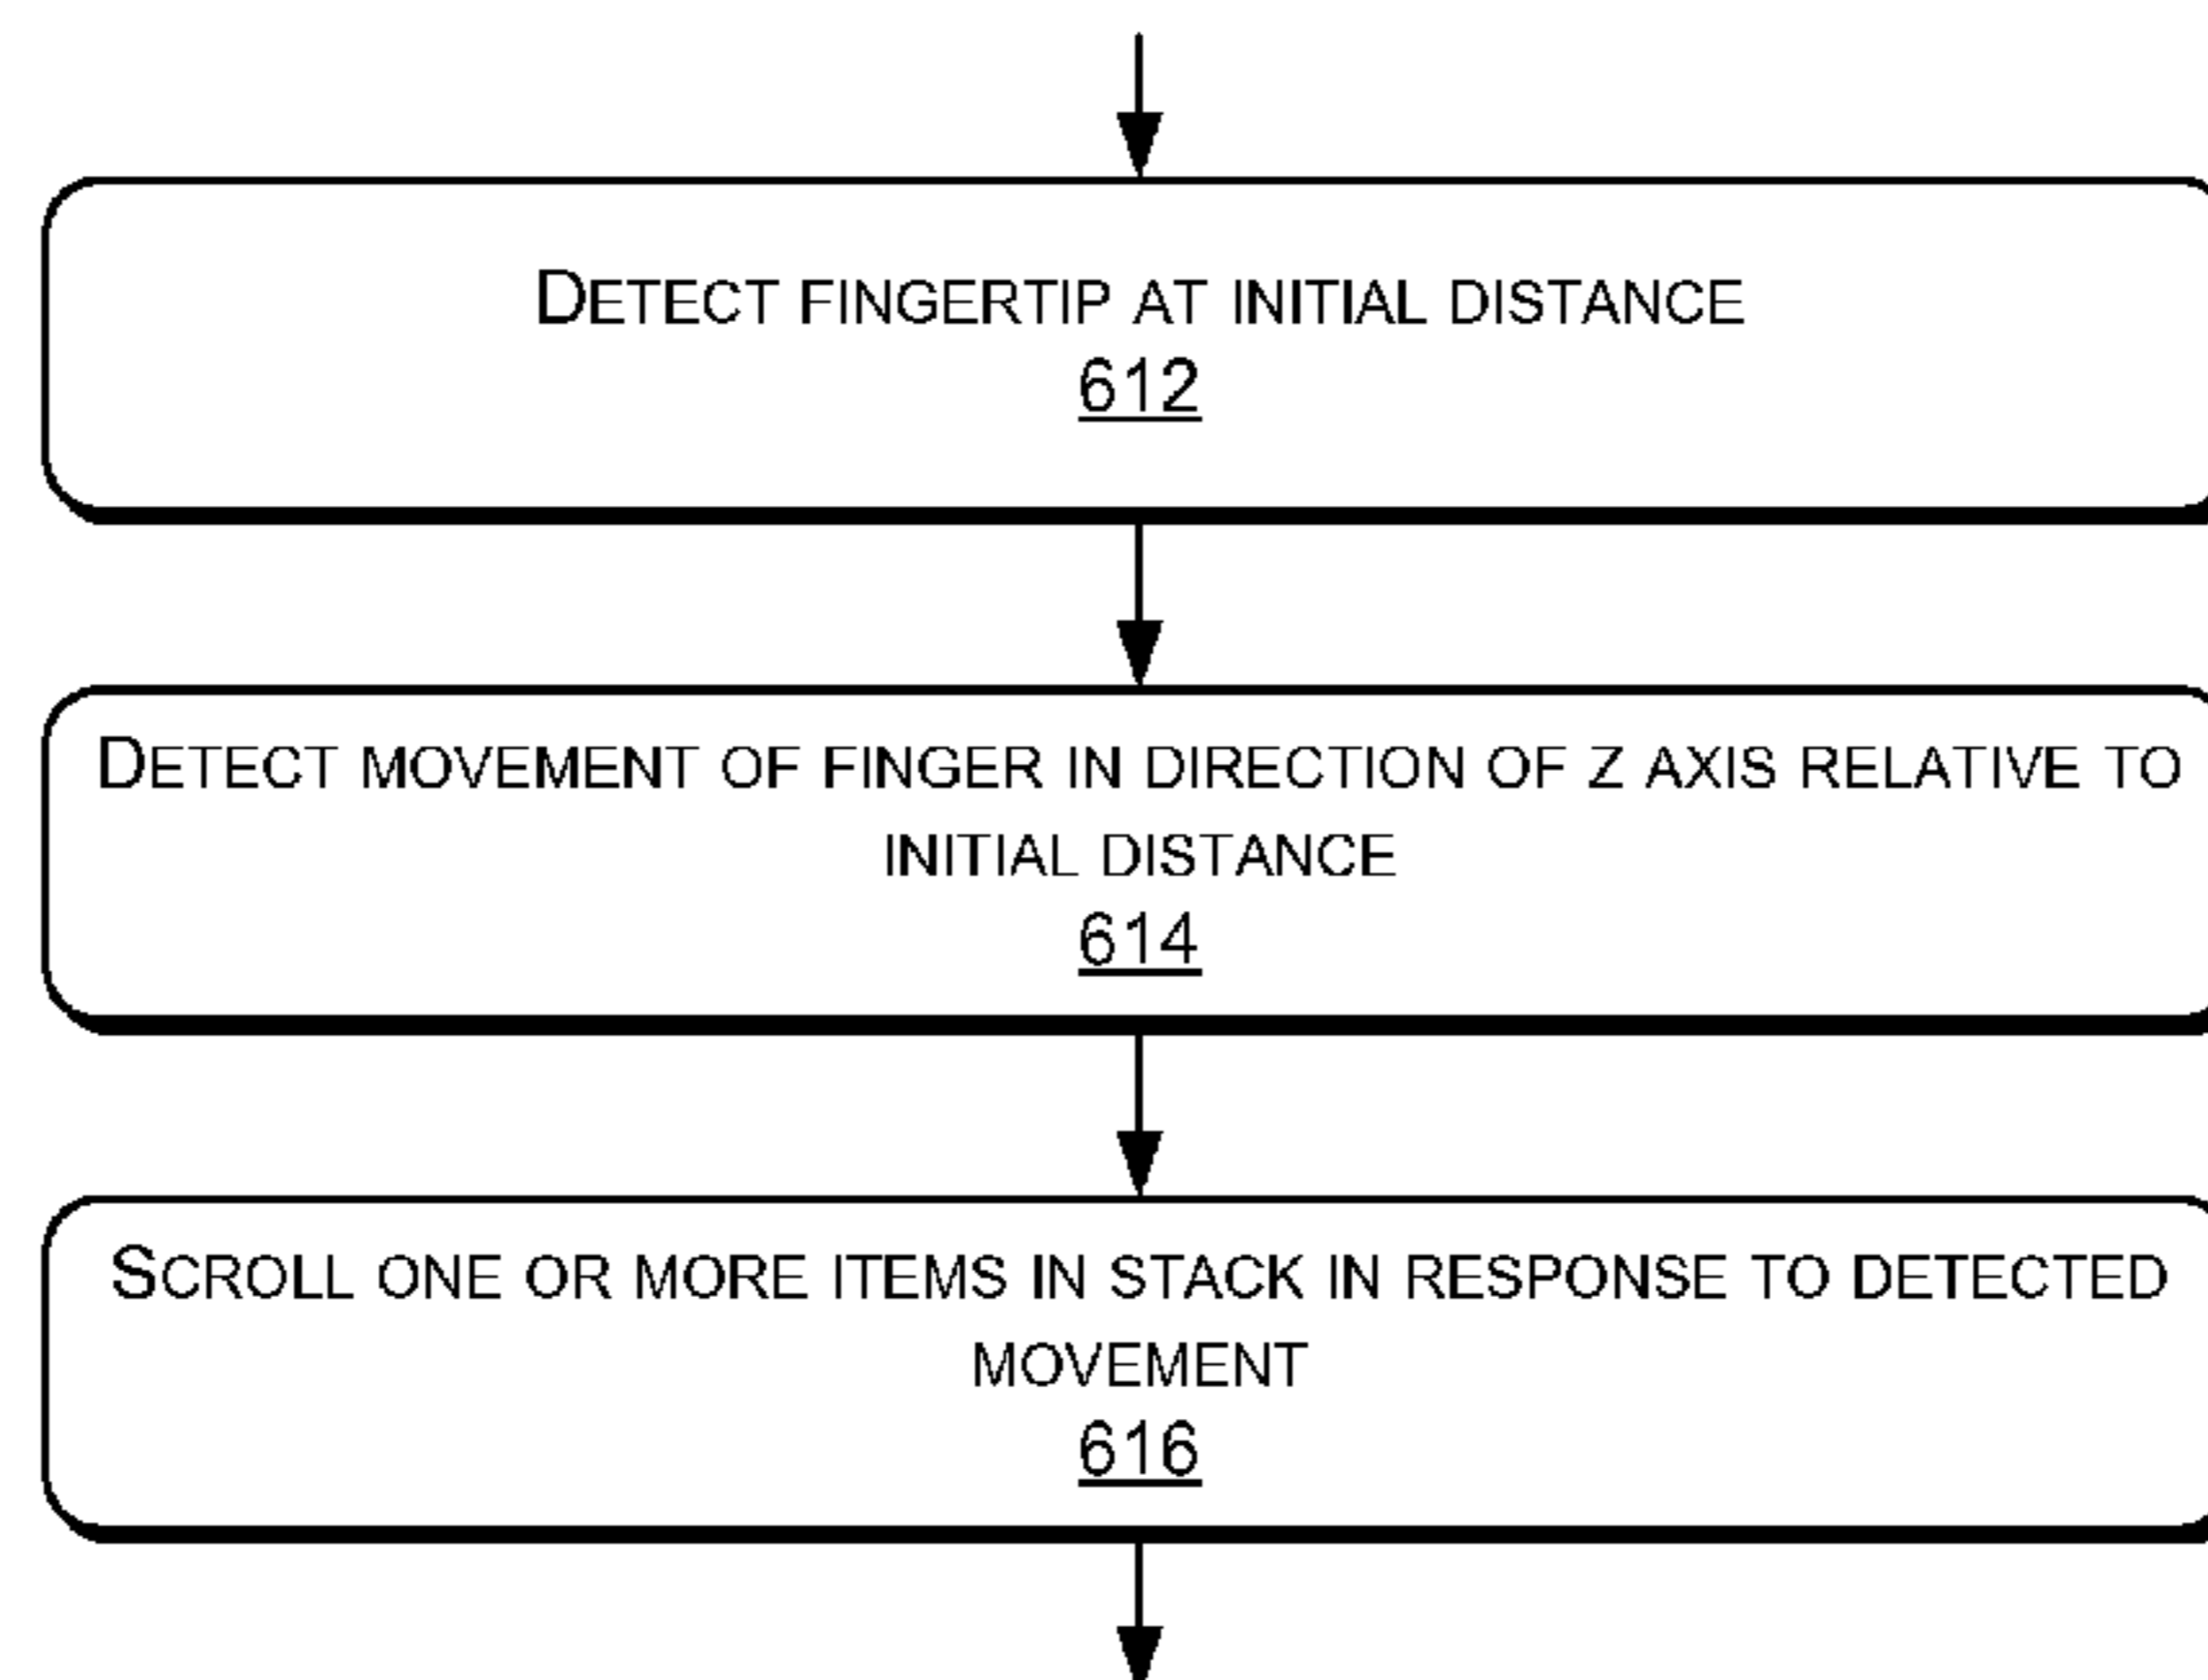 DETECT FINGERTIP AT INITIAL DISTANCE
612
DETECT MOVEMENT OF FINGER IN DIRECTION OF Z AXIS RELATIVE TO
INITIAL DISTANCE
614
SCROLL ONE OR MORE ITEMS IN STACK IN RESPONSE TO DETECTED
MOVEMENT
616